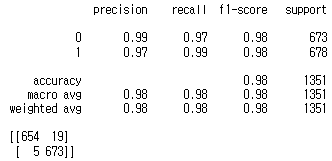 precision recall f1-score support
0 0.99 0.97 0.98 673
1 0.97 0.99 0.98 678
accuracy 0.98 1351
macro avg 0.98 0.98 0.98 1351
weighted avg 0.98 0.98 0.98 1351
[[654 19]
[ 5 673]]